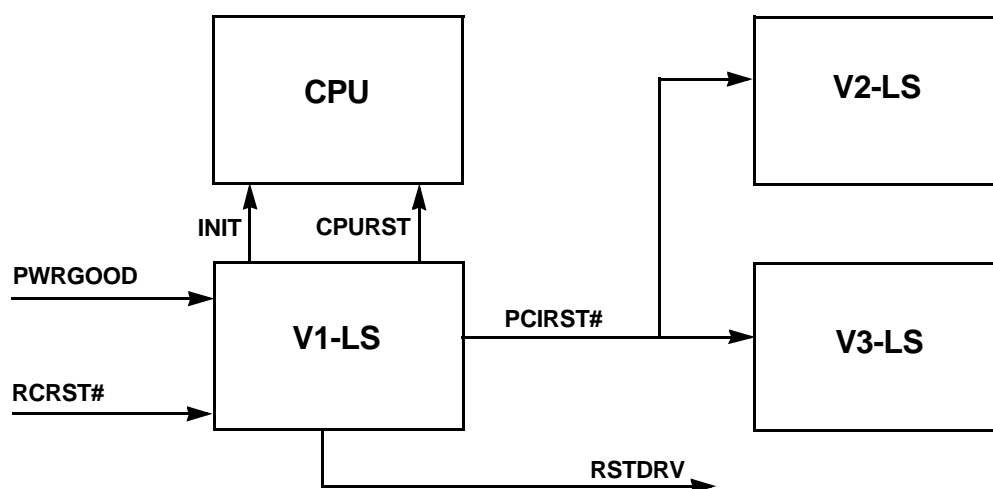 CPU
V2-LS
INIT
CPURST
PWRGOOD
V1-LS
PCIRST#
V3-LS
RCRST#
RSTDRV